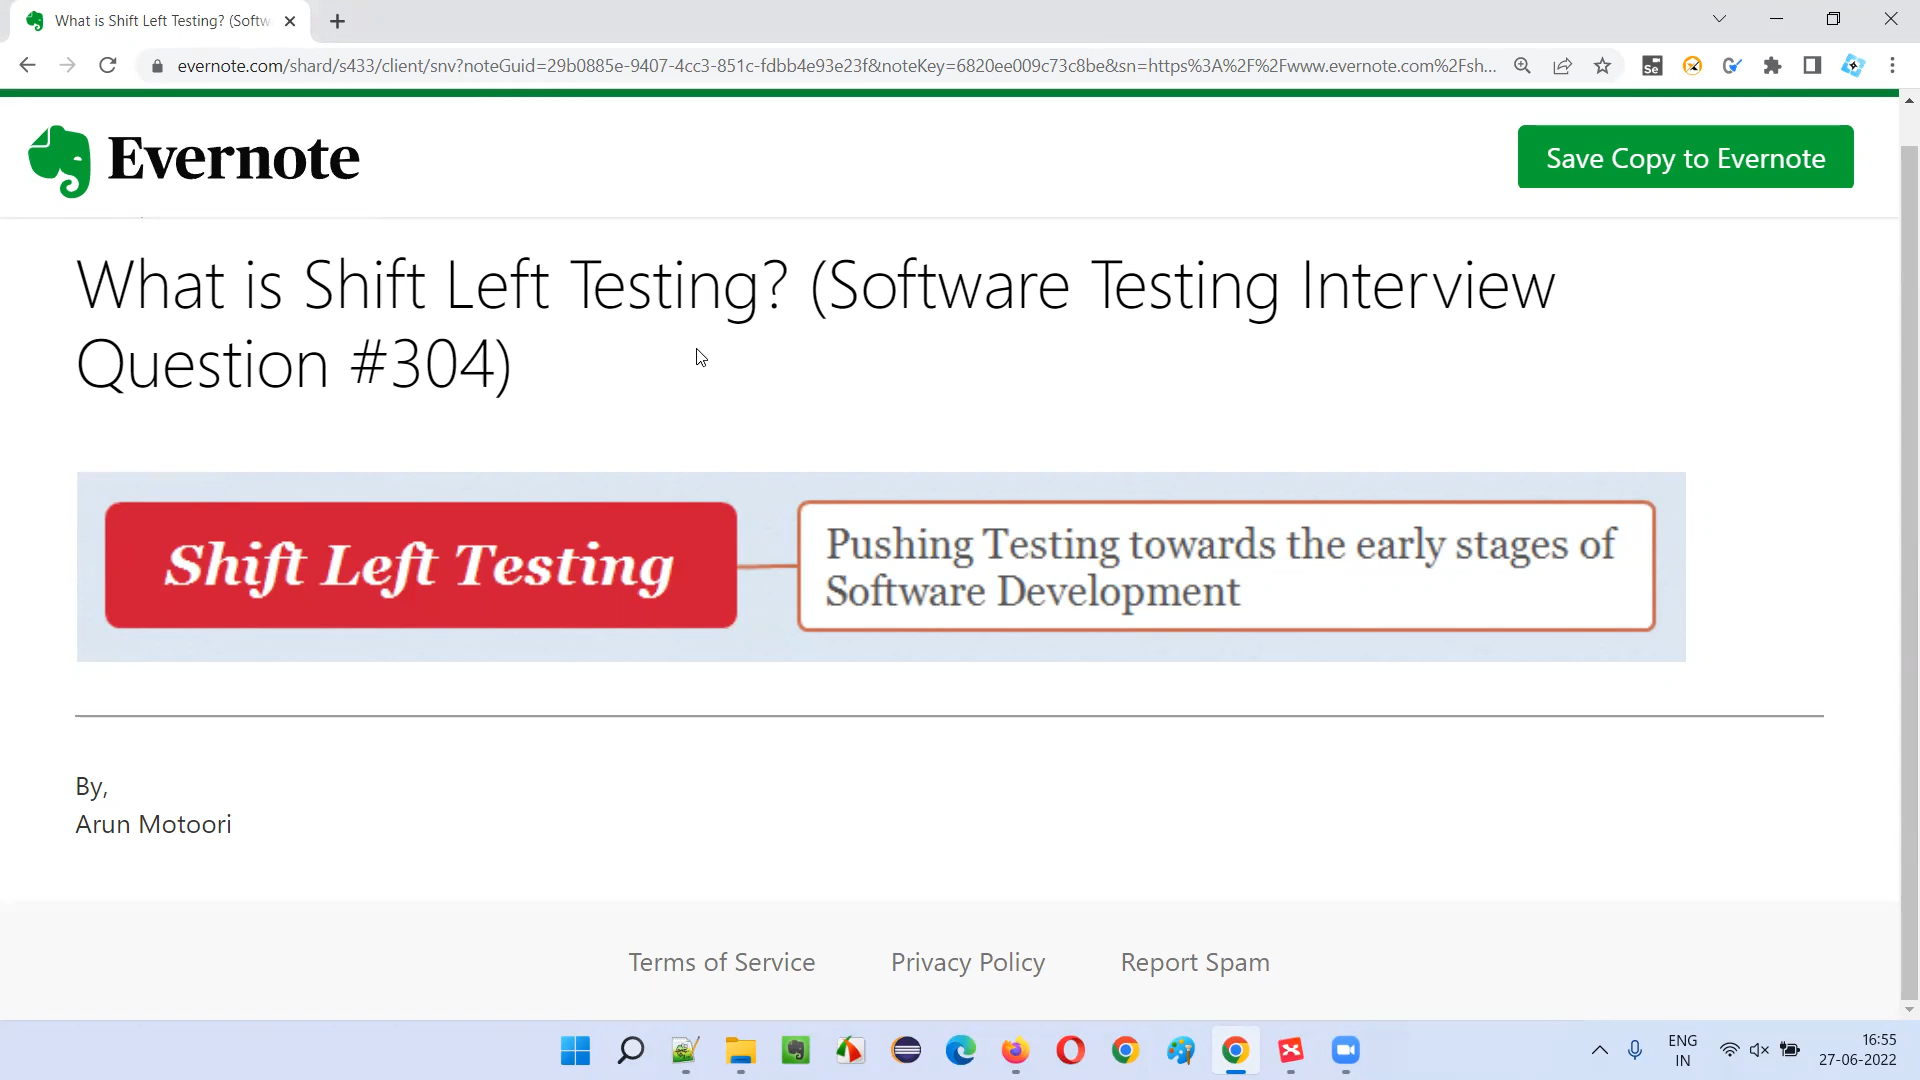 What is Shift Left Testing? (Softw
evernote.com/shard/s433/client/snv?noteGuid=29b0885e-9407-4cc3-851c-fdbb4e93e23f&noteKey=6820ee009c73c8be&sn=https%3A%2F%2Fwww.evernote.com%2Fsh...
Se
Evernote
Save Copy to Evernote
What is Shift Left Testing? (Software Testing Interview
Question #304)
Shift Left Testing
Pushing Testing towards the early stages of
Software Development
By,
Arun Motoori
Terms of Service Privacy Policy Report Spam
ENG
IN
16:55
27-06-2022